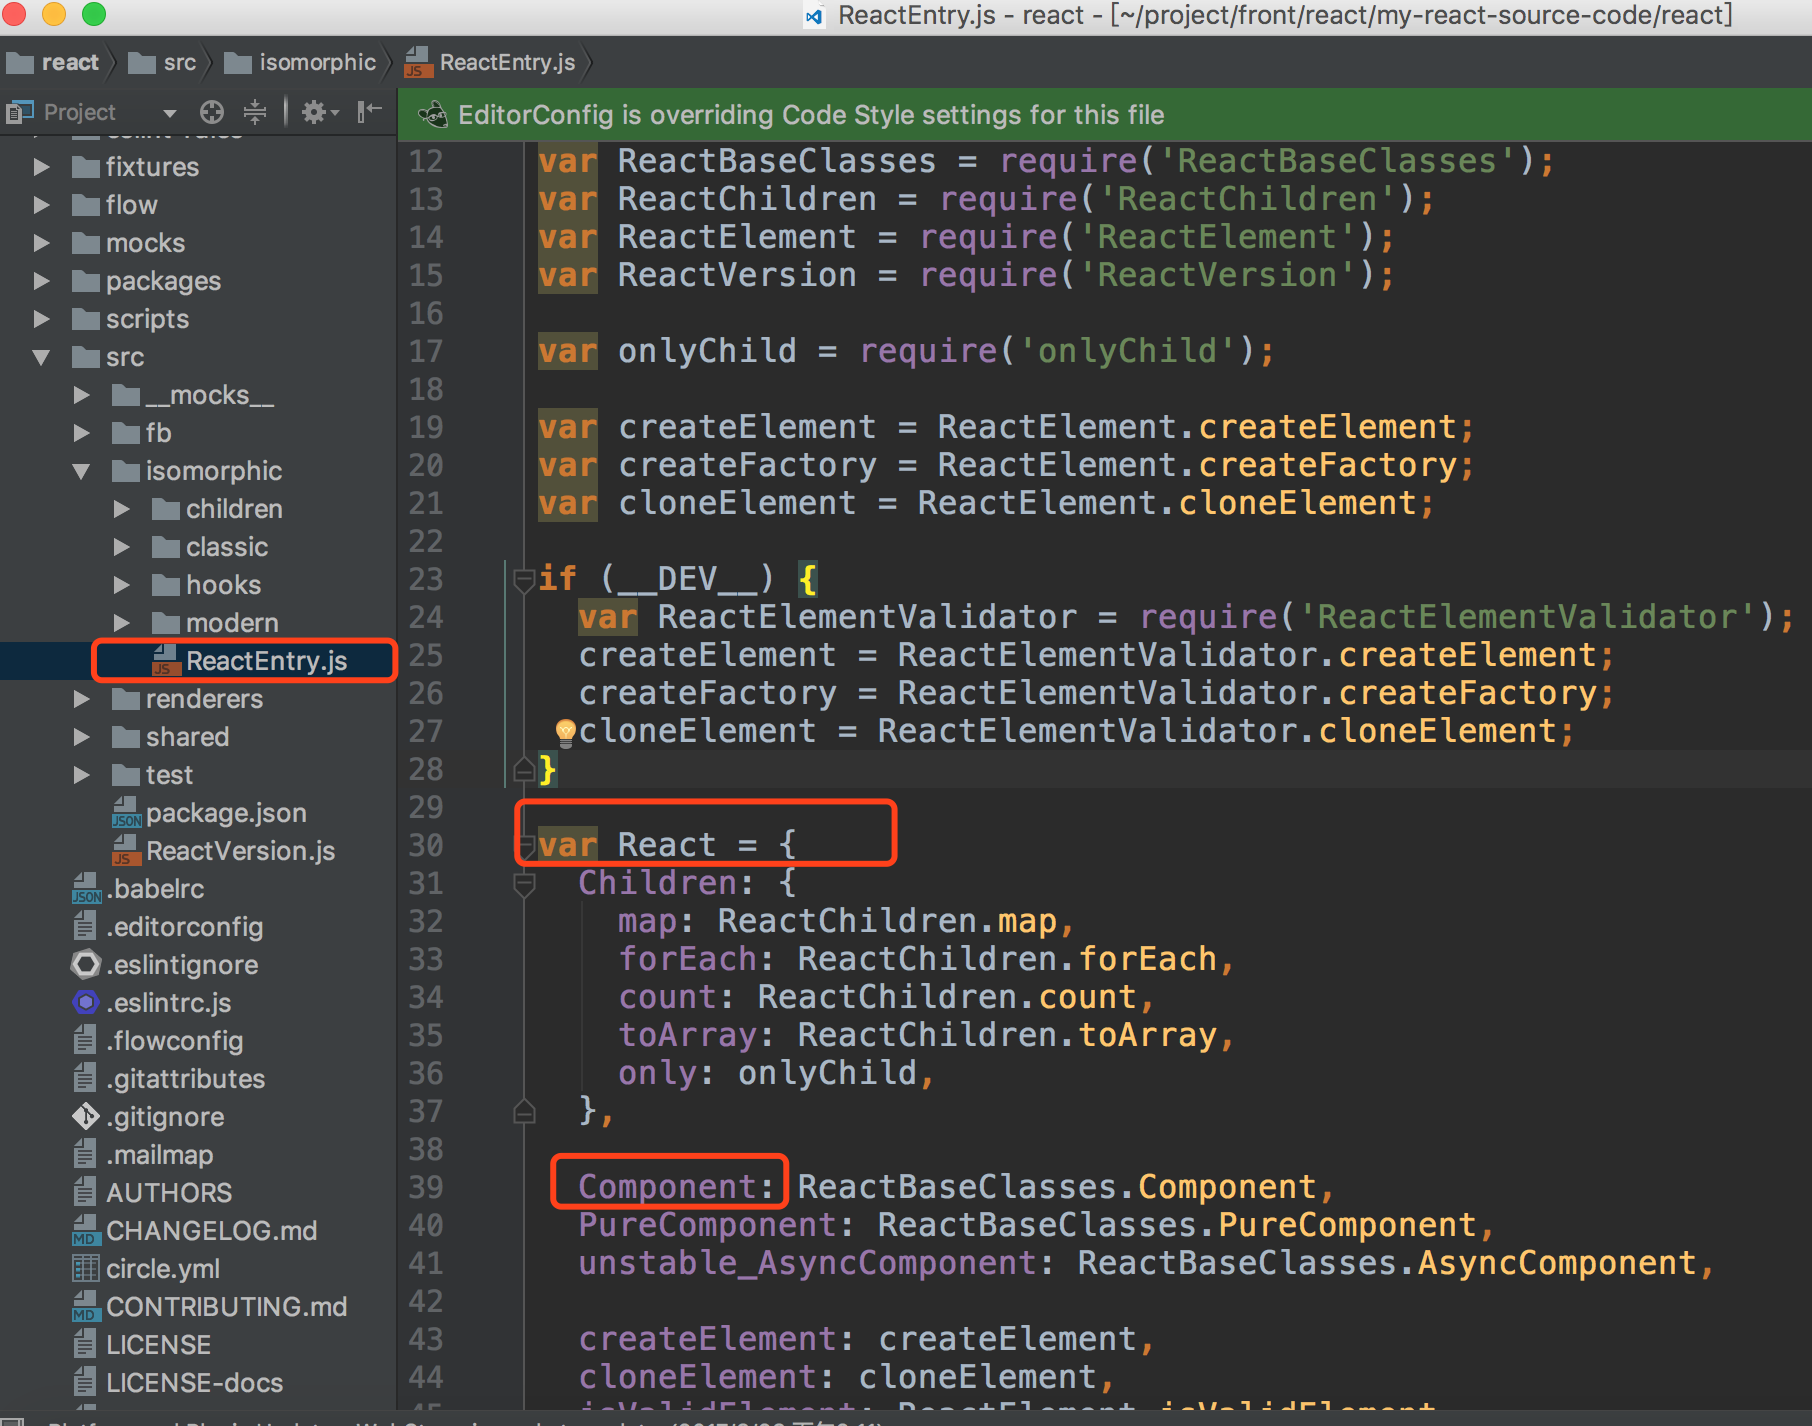 ReactEntry.js - react - [~/project/front/react/my-react-source-code/react]
react src isomorphic ReactEntry.js
Project
fixtures
flow
mocks
packages
scripts
src
__mocks__
fb
isomorphic
children
classic
hooks
modern
ReactEntry.js
renderers
shared
test
package.json
ReactVersion.js
.babelrc
.editorconfig
.eslintignore
.eslintrc.js
.flowconfig
.gitattributes
.gitignore
.mailmap
AUTHORS
CHANGELOG.md
circle.yml
CONTRIBUTING.md
LICENSE
LICENSE-docs
EditorConfig is overriding Code Style settings for this file
12 var ReactBaseClasses = require('ReactBaseClasses');
13 var ReactChildren = require('ReactChildren');
14 var ReactElement = require('ReactElement');
15 var ReactVersion = require('ReactVersion');
16
17 var onlyChild = require('onlyChild');
18
19 var createElement = ReactElement.createElement;
20 var createFactory = ReactElement.createFactory;
21 var cloneElement = ReactElement.cloneElement;
22
23 if (__DEV__) {
24 var ReactElementValidator = require('ReactElementValidator');
25 createElement = ReactElementValidator.createElement;
26 createFactory = ReactElementValidator.createFactory;
27 cloneElement = ReactElementValidator.cloneElement;
28 }
29
30 var React = {
31 Children: {
32 map: ReactChildren.map,
33 forEach: ReactChildren.forEach,
34 count: ReactChildren.count,
35 toArray: ReactChildren.toArray,
36 only: onlyChild,
37 },
38
39 Component: ReactBaseClasses.Component,
40 PureComponent: ReactBaseClasses.PureComponent,
41 unstable_AsyncComponent: ReactBaseClasses.AsyncComponent,
42
43 createElement: createElement,
44 cloneElement: cloneElement,